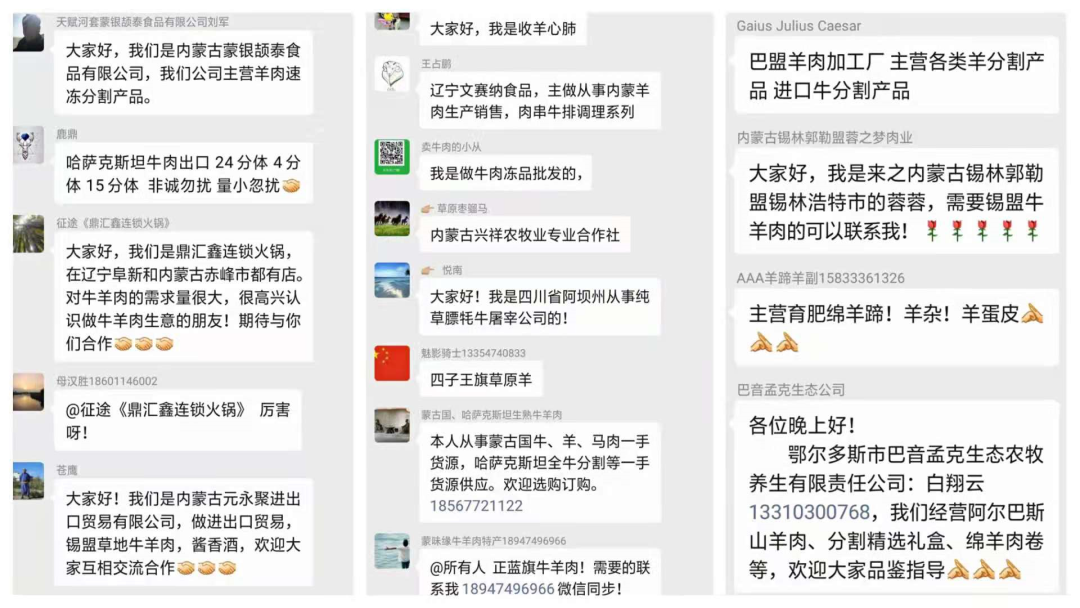 天赋河套蒙银颉泰食品有限公司刘军
大家好，我们是内蒙古蒙银颉泰食
品有限公司，我们公司主营羊肉速
冻分割产品。
鹿鼎
哈萨克斯坦牛肉出口 24 分体 4 分
体 15 分体 非诚勿扰 量小忽扰
征途《鼎汇鑫连锁火锅》
大家好，我们是鼎汇鑫连锁火锅，
在辽宁阜新和内蒙古赤峰市都有店。
对牛羊肉的需求量很大，很高兴认
识做牛羊肉生意的朋友！期待与你
们合作
母汉胜18601146002
@征途《鼎汇鑫连锁火锅》 厉害
呀！
苍鹰
大家好！我们是内蒙古元永聚进出
口贸易有限公司，做进出口贸易，
锡盟草地牛羊肉，酱香酒，欢迎大
家互相交流合作
大家好，我是收羊心肺
王占鹏
辽宁文赛纳食品，主做从事内蒙羊
肉生产销售，肉串牛排调理系列
卖牛肉的小从
我是做牛肉冻品批发的，
草原枣骝马
内蒙古兴祥农牧业专业合作社
悦南
大家好！我是四川省阿坝州从事纯
草膘牦牛屠宰公司的！
魅影骑士13354740833
四子王旗草原羊
蒙古国、哈萨克斯坦生熟牛羊肉
本人从事蒙古国牛、羊、马肉一手
货源，哈萨克斯坦全牛分割等一手
货源供应。欢迎选购订购。
18567721122
蒙味缘牛羊肉特产18947496966
@所有人 正蓝旗牛羊肉！需要的联
系我 18947496966 微信同步！
Gaius Julius Caesar
巴盟羊肉加工厂 主营各类羊分割产
品 进口牛分割产品
内蒙古锡林郭勒盟蓉之梦肉业
大家好，我是来之内蒙古锡林郭勒
盟锡林浩特市的蓉蓉，需要锡盟牛
羊肉的可以联系我！
AAA羊蹄羊副15833361326
主营育肥绵羊蹄！羊杂！羊蛋皮
巴音孟克生态公司
各位晚上好！
鄂尔多斯市巴音孟克生态农牧
养生有限责任公司：白翔云
13310300768，我们经营阿尔巴斯
山羊肉、分割精选礼盒、绵羊肉卷
等，欢迎大家品鉴指导